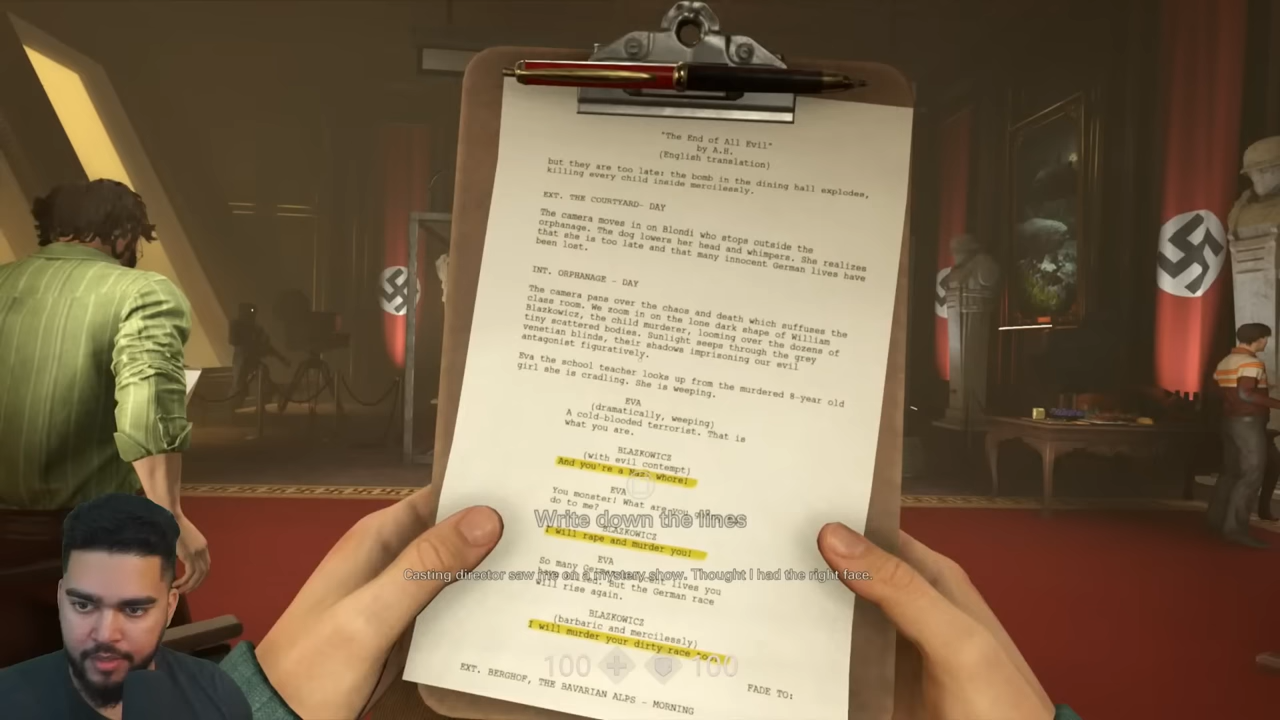 "The End of All Evil"
by A.H.
(English translation)
but they are too late: the bomb in the dining hall explodes,
killing every child inside mercilessly.
EXT. THE COURTYARD- DAY
The camera moves in on Blondi who stops outside the
orphanage. The dog lowers her head and whimpers. She realizes
that she is too late and that many innocent German lives have
been lost.
INT. ORPHANAGE - DAY
The camera pans over the chaos and death which suffuses the
class room. We zoom in on the lone dark shape of William
Blazkowicz, the child murderer, looming over the dozens of
tiny scattered bodies. Sunlight seeps through the grey
venetian blinds, their shadows imprisoning our evil
antagonist figuratively.
Eva the school teacher looks up from the murdered 8-year old
girl she is cradling. She is weeping.
EVA
(dramatically, weeping)
A cold-blooded terrorist. That is
what you are.
BLAZKOWICZ
(with evil contempt)
And you're a Nazi whore!
EVA
You monster! What are you
do to me?
Write down the lines
BLAZKOWICZ
I will rape and murder you!
EVA
So many lives you
But the German race
will rise again.
Casting director saw me on a mystery show. Thought I had the right face.
BLAZKOWICZ
(barbaric and mercilessly)
I will murder your dirty race too!
100 100
FADE TO:
EXT. BERGHOF, THE BAVARIAN ALPS - MORNING